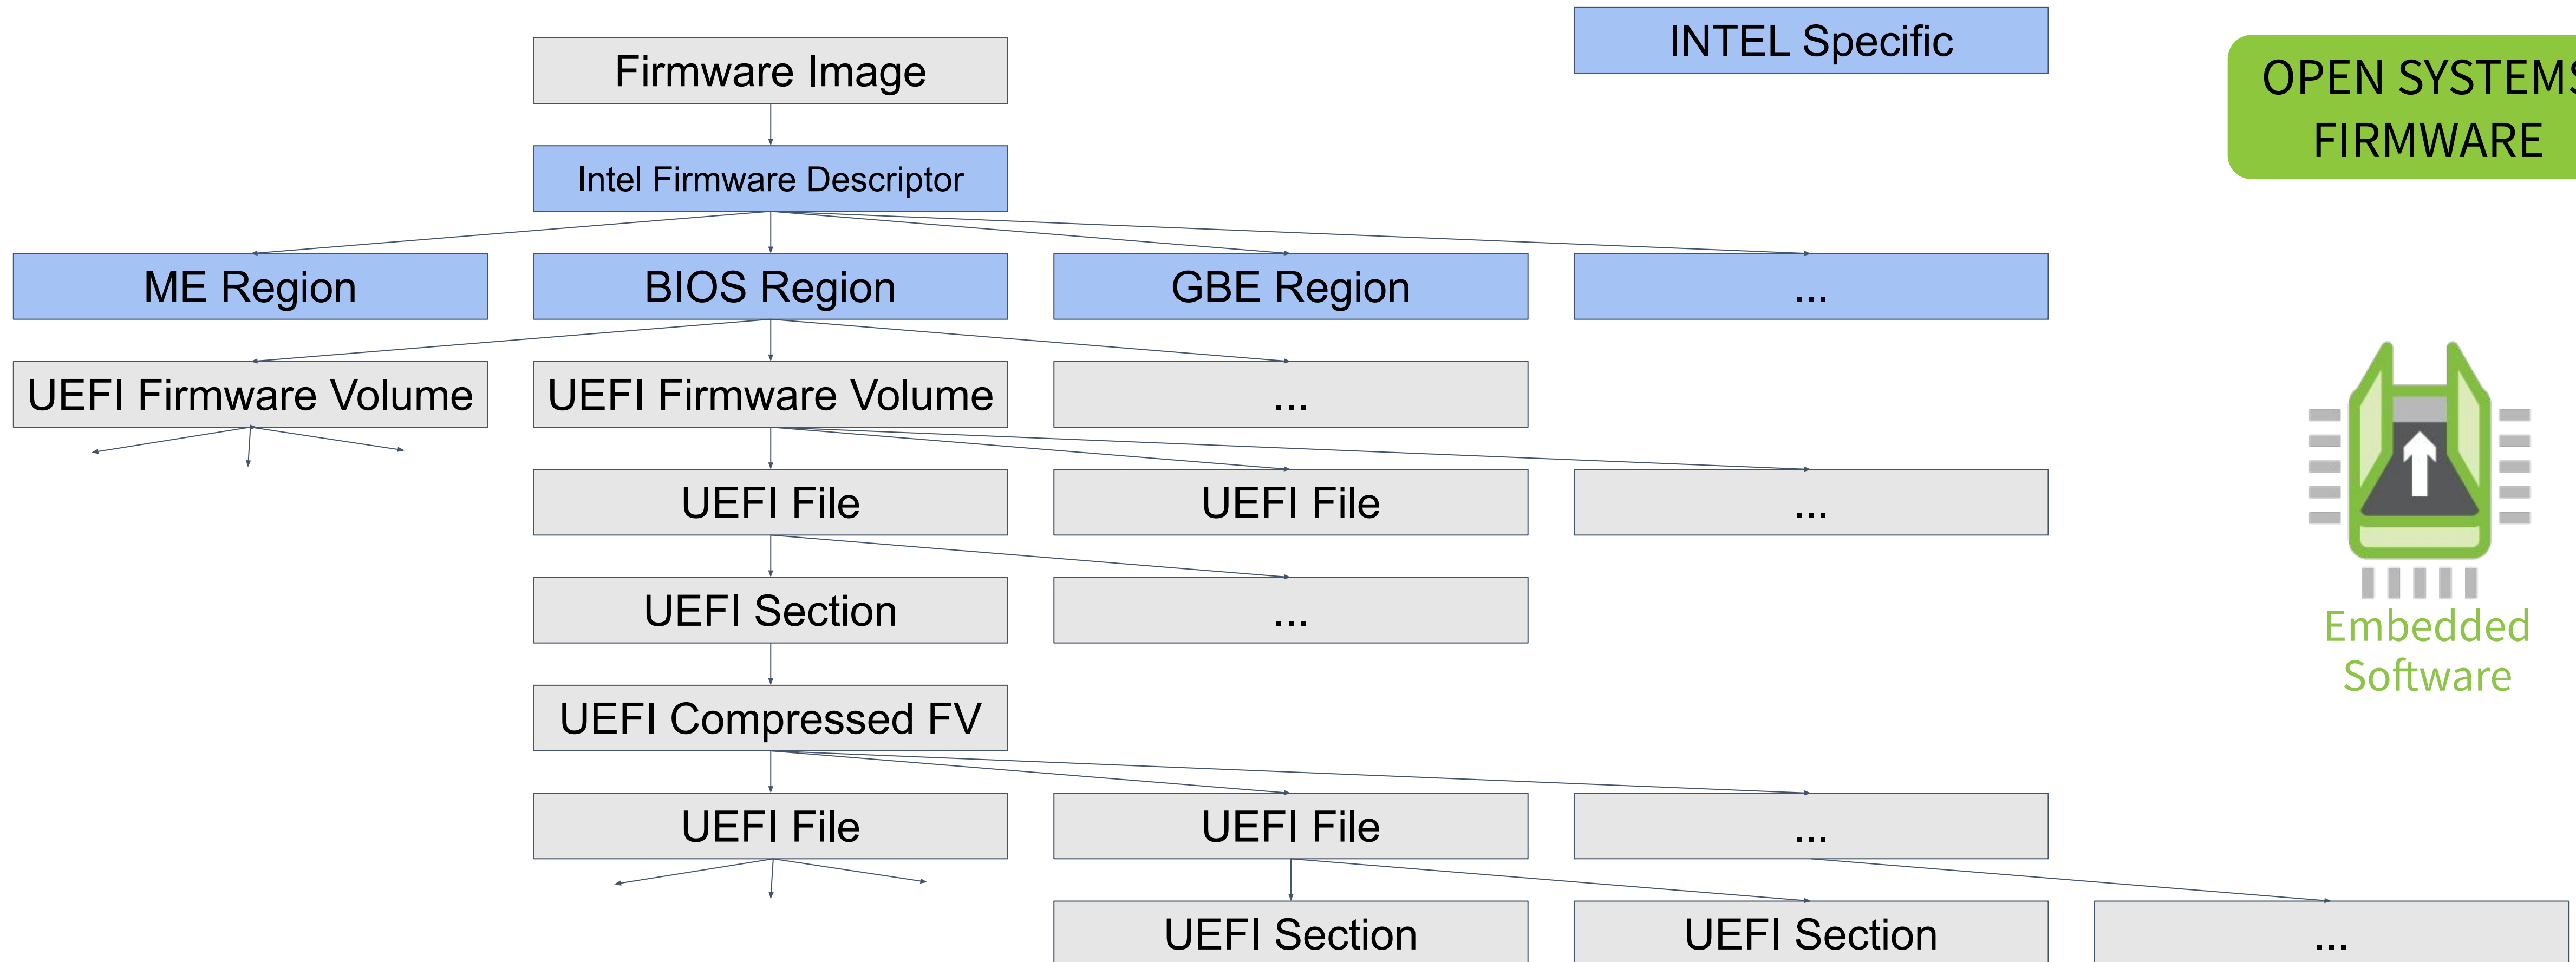 INTEL Specific
Firmware Image
OPEN SYSTEMS
FIRMWARE
Intel Firmware Descriptor
ME Region
BIOS Region
GBE Region
...
UEFI Firmware Volume
UEFI Firmware Volume
...
UEFI File
UEFI File
...
UEFI Section
...
Embedded
Software
UEFI Compressed FV
UEFI File
UEFI File
...
UEFI Section
UEFI Section
...